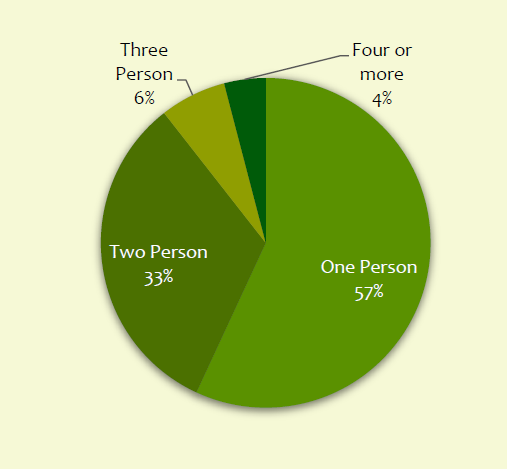 Three
Person
6%
Four or
more
4%
Two Person
33%
One Person
57%